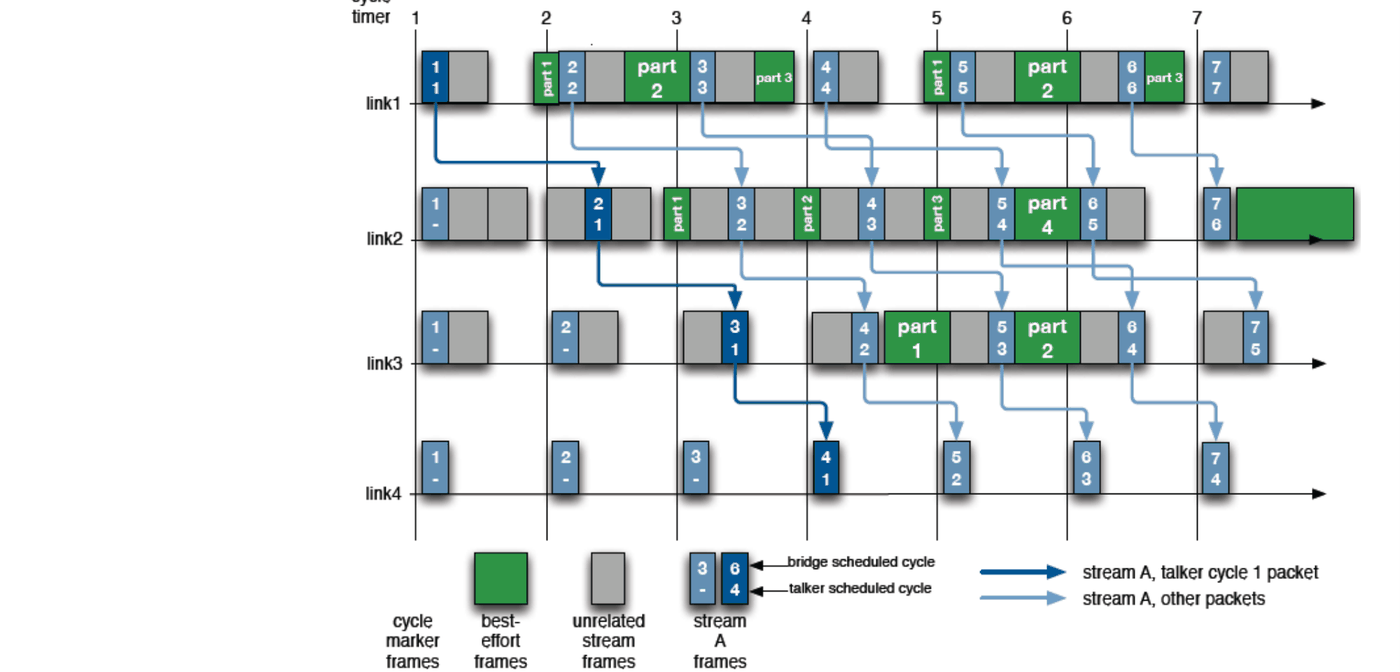 cycle
timer 1 2 3 4 5 6 7
1 1 part 1 2 2 part 2 3 3 part 3 4 4 part 1 5 5 part 2 6 6 part 3 7 7
link1
1 - 2 1 part 1 3 2 part 2 4 3 part 3 5 4 part 4 6 5 7 6
link2
1 - 2 - 3 1 4 2 part 1 5 3 part 2 6 4 7 5
link3
1 - 2 - 3 - 4 1 5 2 6 3 7 4
link4
3 - 6 4
bridge scheduled cycle
talker scheduled cycle
stream A, talker cycle 1 packet
stream A, other packets
cycle
marker
frames
best-
effort
frames
unrelated
stream
frames
stream
A
frames